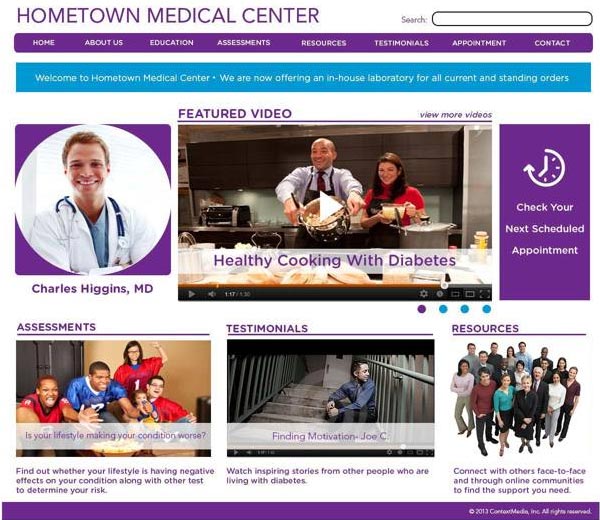 HOMETOWN MEDICAL CENTER
Search:
HOME ABOUT US EDUCATION ASSESSMENTS RESOURCES TESTIMONIALS APPOINTMENT CONTACT
Welcome to Hometown Medical Center • We are now offering an in-house laboratory for all current and standing orders
FEATURED VIDEO
view more videos
Healthy Cooking With Diabetes
1:17 / 1:30
Charles Higgins, MD
Check Your
Next Scheduled
Appointment
ASSESSMENTS
Is your lifestyle making your condition worse?
Find out whether your lifestyle is having negative
effects on your condition along with other test
to determine your risk.
TESTIMONIALS
Finding Motivation- Joe C.
1:17 / 1:30
Watch inspiring stories from other people who are
living with diabetes.
RESOURCES
Connect with others face-to-face
and through online communities
to find the support you need.
© 2013 ContextMedia, Inc. All rights reserved.